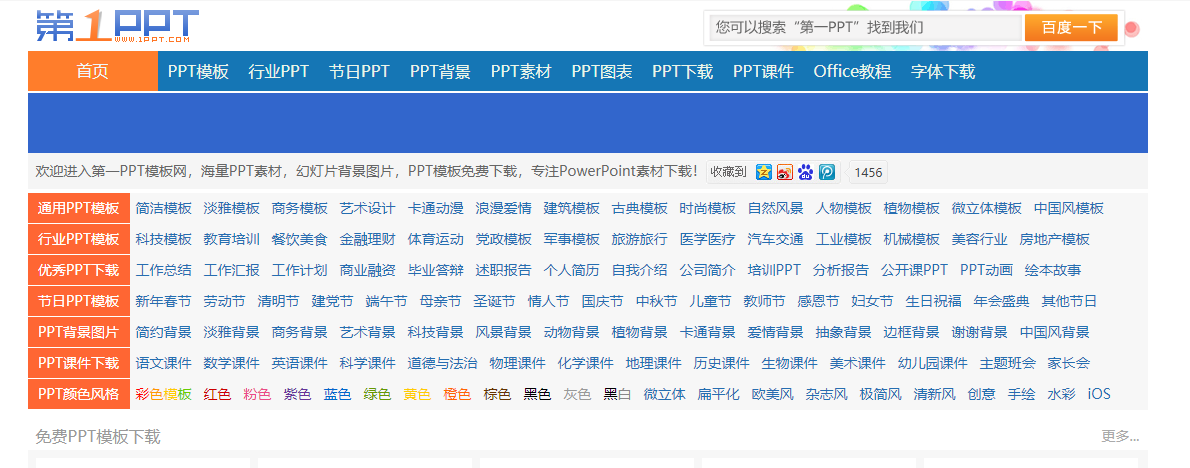 第1PPT
WWW.1PPT.COM
您可以搜索“第一PPT”找到我们 百度一下
首页 PPT模板 行业PPT 节日PPT PPT背景 PPT素材 PPT图表 PPT下载 PPT课件 Office教程 字体下载
欢迎进入第一PPT模板网，海量PPT素材，幻灯片背景图片，PPT模板免费下载，专注PowerPoint素材下载！ 收藏到 1456
通用PPT模板 简洁模板 淡雅模板 商务模板 艺术设计 卡通动漫 浪漫爱情 建筑模板 古典模板 时尚模板 自然风景 人物模板 植物模板 微立体模板 中国风模板
行业PPT模板 科技模板 教育培训 餐饮美食 金融理财 体育运动 党政模板 军事模板 旅游旅行 医学医疗 汽车交通 工业模板 机械模板 美容行业 房地产模板
优秀PPT下载 工作总结 工作汇报 工作计划 商业融资 毕业答辩 述职报告 个人简历 自我介绍 公司简介 培训PPT 分析报告 公开课PPT PPT动画 绘本故事
节日PPT模板 新年春节 劳动节 清明节 建党节 端午节 母亲节 圣诞节 情人节 国庆节 中秋节 儿童节 教师节 感恩节 妇女节 生日祝福 年会盛典 其他节日
PPT背景图片 简约背景 淡雅背景 商务背景 艺术背景 科技背景 风景背景 动物背景 植物背景 卡通背景 爱情背景 抽象背景 边框背景 谢谢背景 中国风背景
PPT课件下载 语文课件 数学课件 英语课件 科学课件 道德与法治 物理课件 化学课件 地理课件 历史课件 生物课件 美术课件 幼儿园课件 主题班会 家长会
PPT颜色风格 彩色模板 红色 粉色 紫色 蓝色 绿色 黄色 橙色 棕色 黑色 灰色 黑白 微立体 扁平化 欧美风 杂志风 极简风 清新风 创意 手绘 水彩 iOS
免费PPT模板下载 更多...